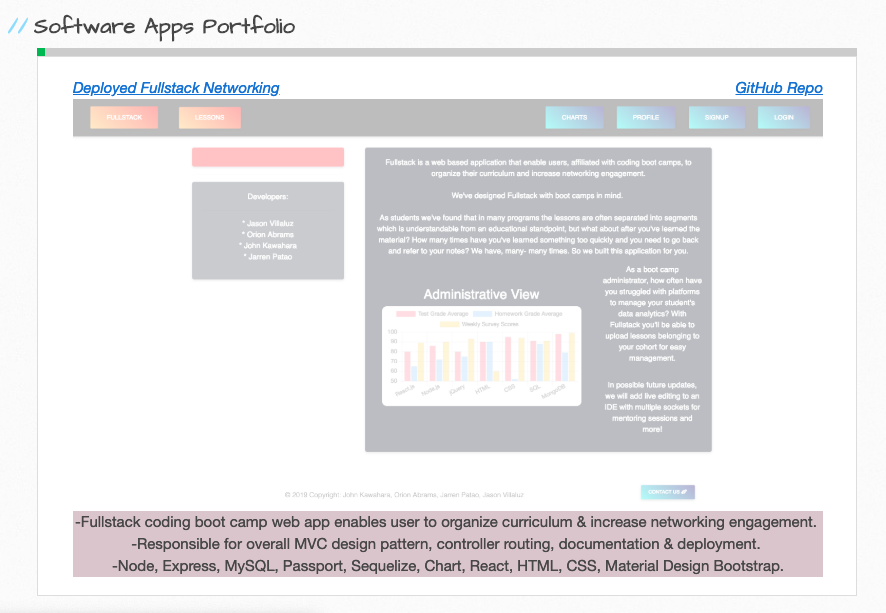 // Software Apps Portfolio
Deployed Fullstack Networking
GitHub Repo
FULLSTACK
LESSONS
CHARTS
PROFILE
SIGNUP
LOGIN
Developers:
* Jason Villaluz
* Orion Abrams
* John Kawahara
* Jarren Patao
Fullstack is a web based application that enable users, affiliated with coding boot camps, to
organize their curriculum and increase networking engagement.
We've designed Fullstack with boot camps in mind.
As students we've found that in many programs the lessons are often separated into segments
which is understandable from an educational standpoint, but what about after you've learned the
material? How many times have you've learned something too quickly and you need to go back
and refer to your notes? We have, many- many times. So we built this application for you.
Administrative View
Test Grade Average
Homework Grade Average
Weekly Survey Scores
100
90
80
70
60
50
React.js
Node.js
jQuery
HTML
CSS
SQL
MongoDB
As a boot camp
administrator, how often have
you struggled with platforms
to manage your student's
data analytics? With
Fullstack you'll be able to
upload lessons belonging to
your cohort for easy
management.
In possible future updates,
we will add live editing to an
IDE with multiple sockets for
mentoring sessions and
more!
© 2019 Copyright: John Kawahara, Orion Abrams, Jarren Patao, Jason Villaluz
CONTACT US
-Fullstack coding boot camp web app enables user to organize curriculum & increase networking engagement.
-Responsible for overall MVC design pattern, controller routing, documentation & deployment.
-Node, Express, MySQL, Passport, Sequelize, Chart, React, HTML, CSS, Material Design Bootstrap.